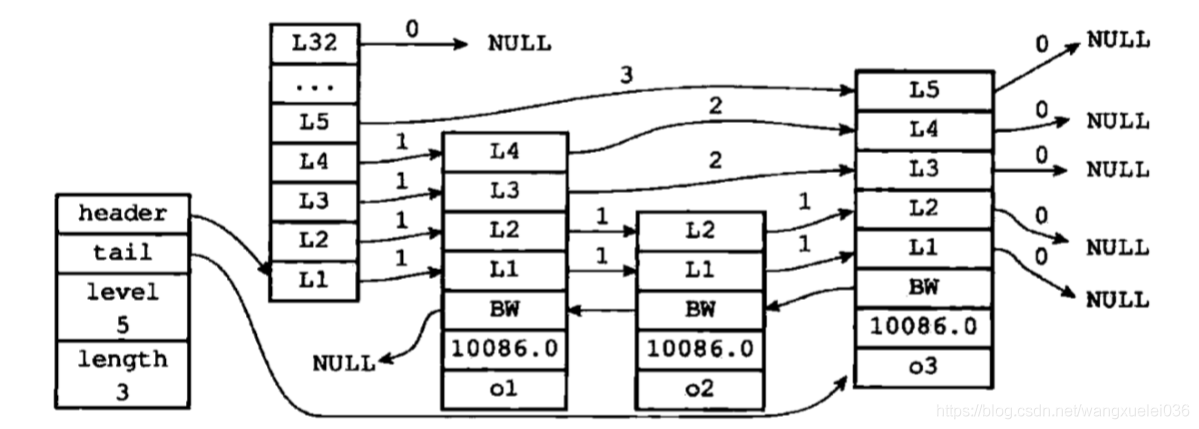 header
tail
level
5
length
3
L32
...
L5
L4
L3
L2
L1
0
NULL
3
1
1
1
1
L4
L3
L2
L1
BW
10086.0
o1
NULL
2
2
1
1
L2
L1
BW
10086.0
o2
1
1
L5
L4
L3
L2
L1
BW
10086.0
o3
0
NULL
0
NULL
0
NULL
0
NULL
0
NULL
https://blog.csdn.net/wangxuelei036